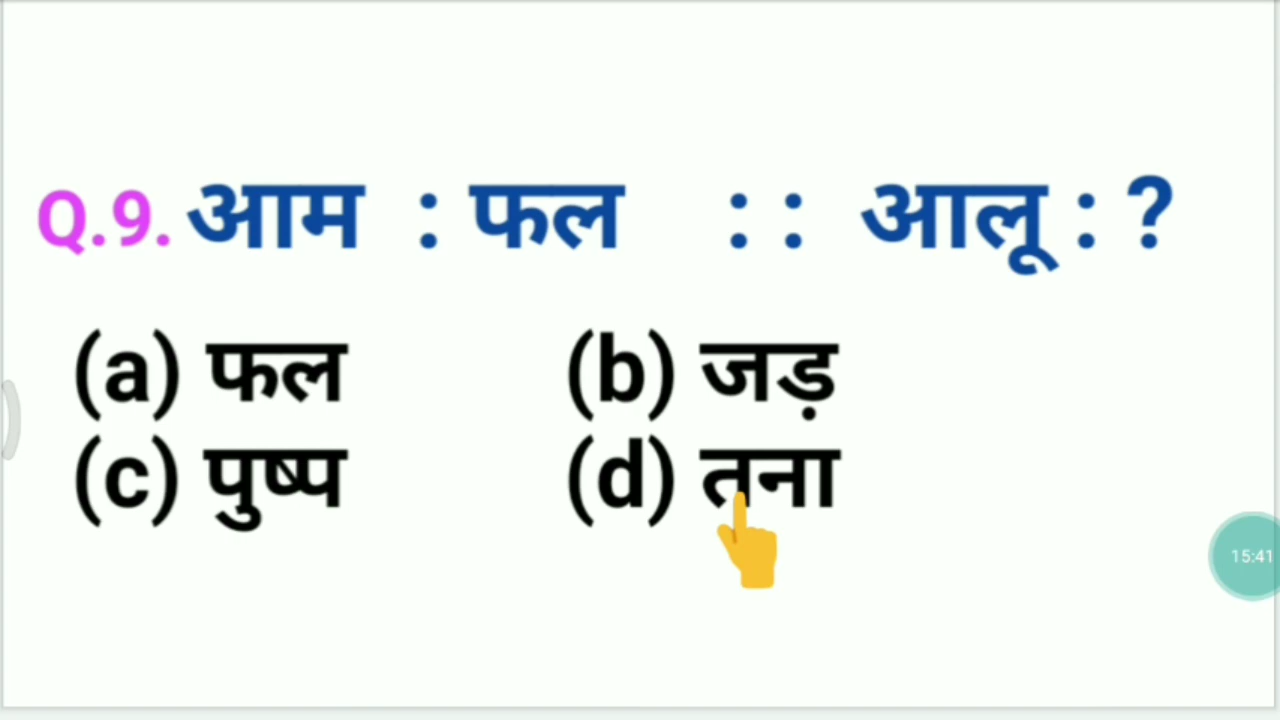 Q.9. आम : फल : : आलू : ?
(a) फल (b) जड़
(c) पुष्प (d) तना
15:41